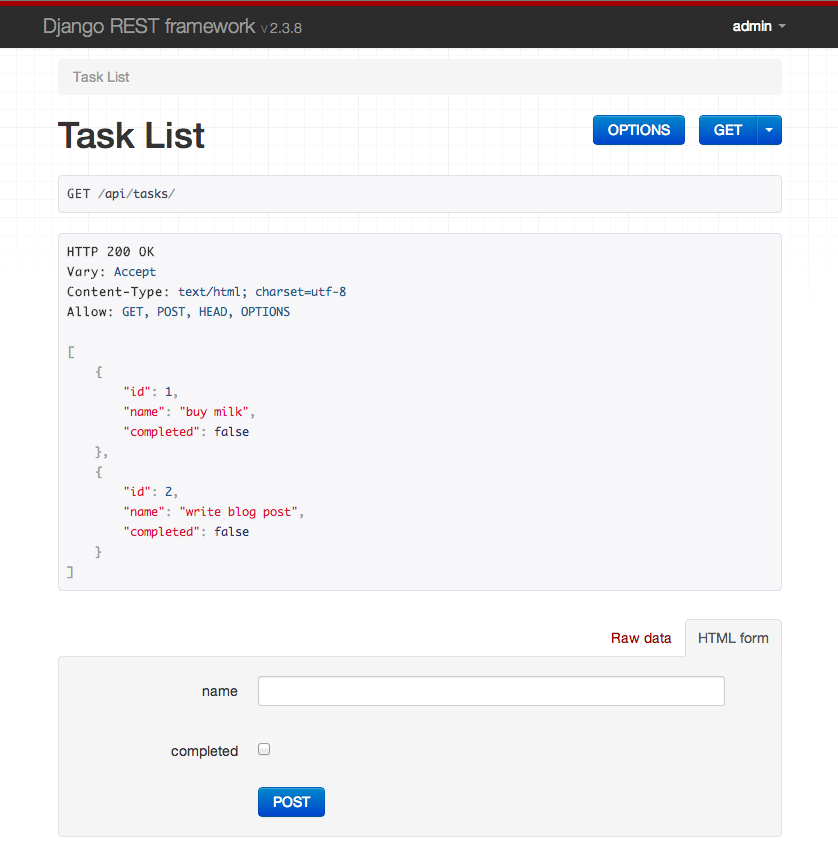 Django REST framework v 2.3.8
admin
Task List
Task List
OPTIONS
GET
GET /api/tasks/
HTTP 200 OK
Vary: Accept
Content-Type: text/html; charset=utf-8
Allow: GET, POST, HEAD, OPTIONS
[
    {
        "id": 1,
        "name": "buy milk",
        "completed": false
    },
    {
        "id": 2,
        "name": "write blog post",
        "completed": false
    }
]
Raw data
HTML form
name
completed
POST